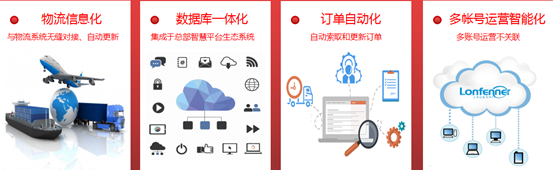 物流信息化
与物流系统无缝对接、自动更新
数据库一体化
集成于总部智慧平台生态系统
订单自动化
自动索取和更新订单
多帐号运营智能化
多账号运营不关联
Lonfenner